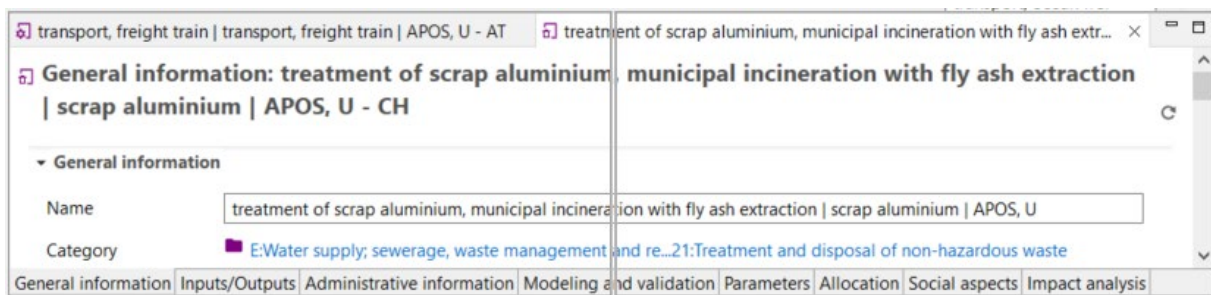 transport, freight train | transport, freight train | APOS, U - AT
treatment of scrap aluminium, municipal incineration with fly ash extr...
General information: treatment of scrap aluminium, municipal incineration with fly ash extraction
| scrap aluminium | APOS, U - CH
General information
Name
treatment of scrap aluminium, municipal incineration with fly ash extraction | scrap aluminium | APOS, U
Category
E:Water supply; sewerage, waste management and re...21:Treatment and disposal of non-hazardous waste
General information Inputs/Outputs Administrative information Modeling and validation Parameters Allocation Social aspects Impact analysis